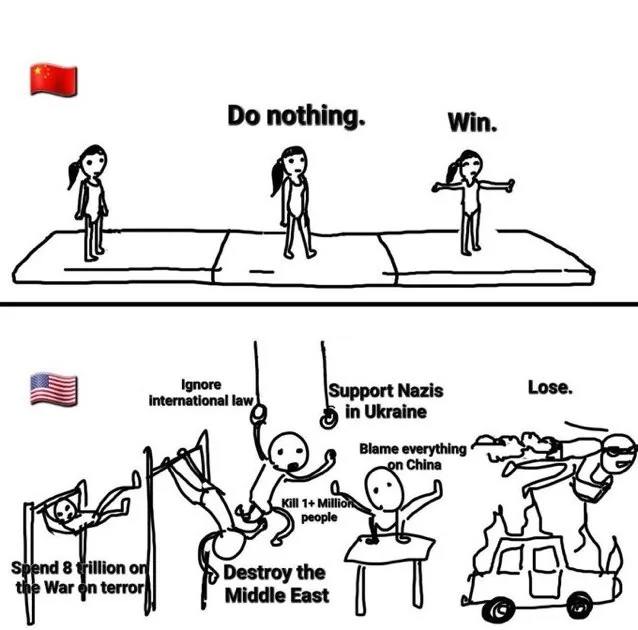 Do nothing.
Win.
Ignore
international law
Support Nazis
in Ukraine
Lose.
Blame everything
on China
Kill 1+ Million
people
Spend 8 trillion on
the War on terror
Destroy the
Middle East